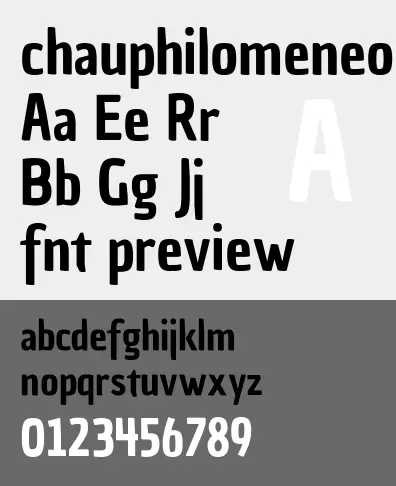 chauphilomeneo
Aa Ee Rr
A
Bb Gg Jj
fnt preview
abcdefghijklm
nopqrstuvwxyz
0123456789